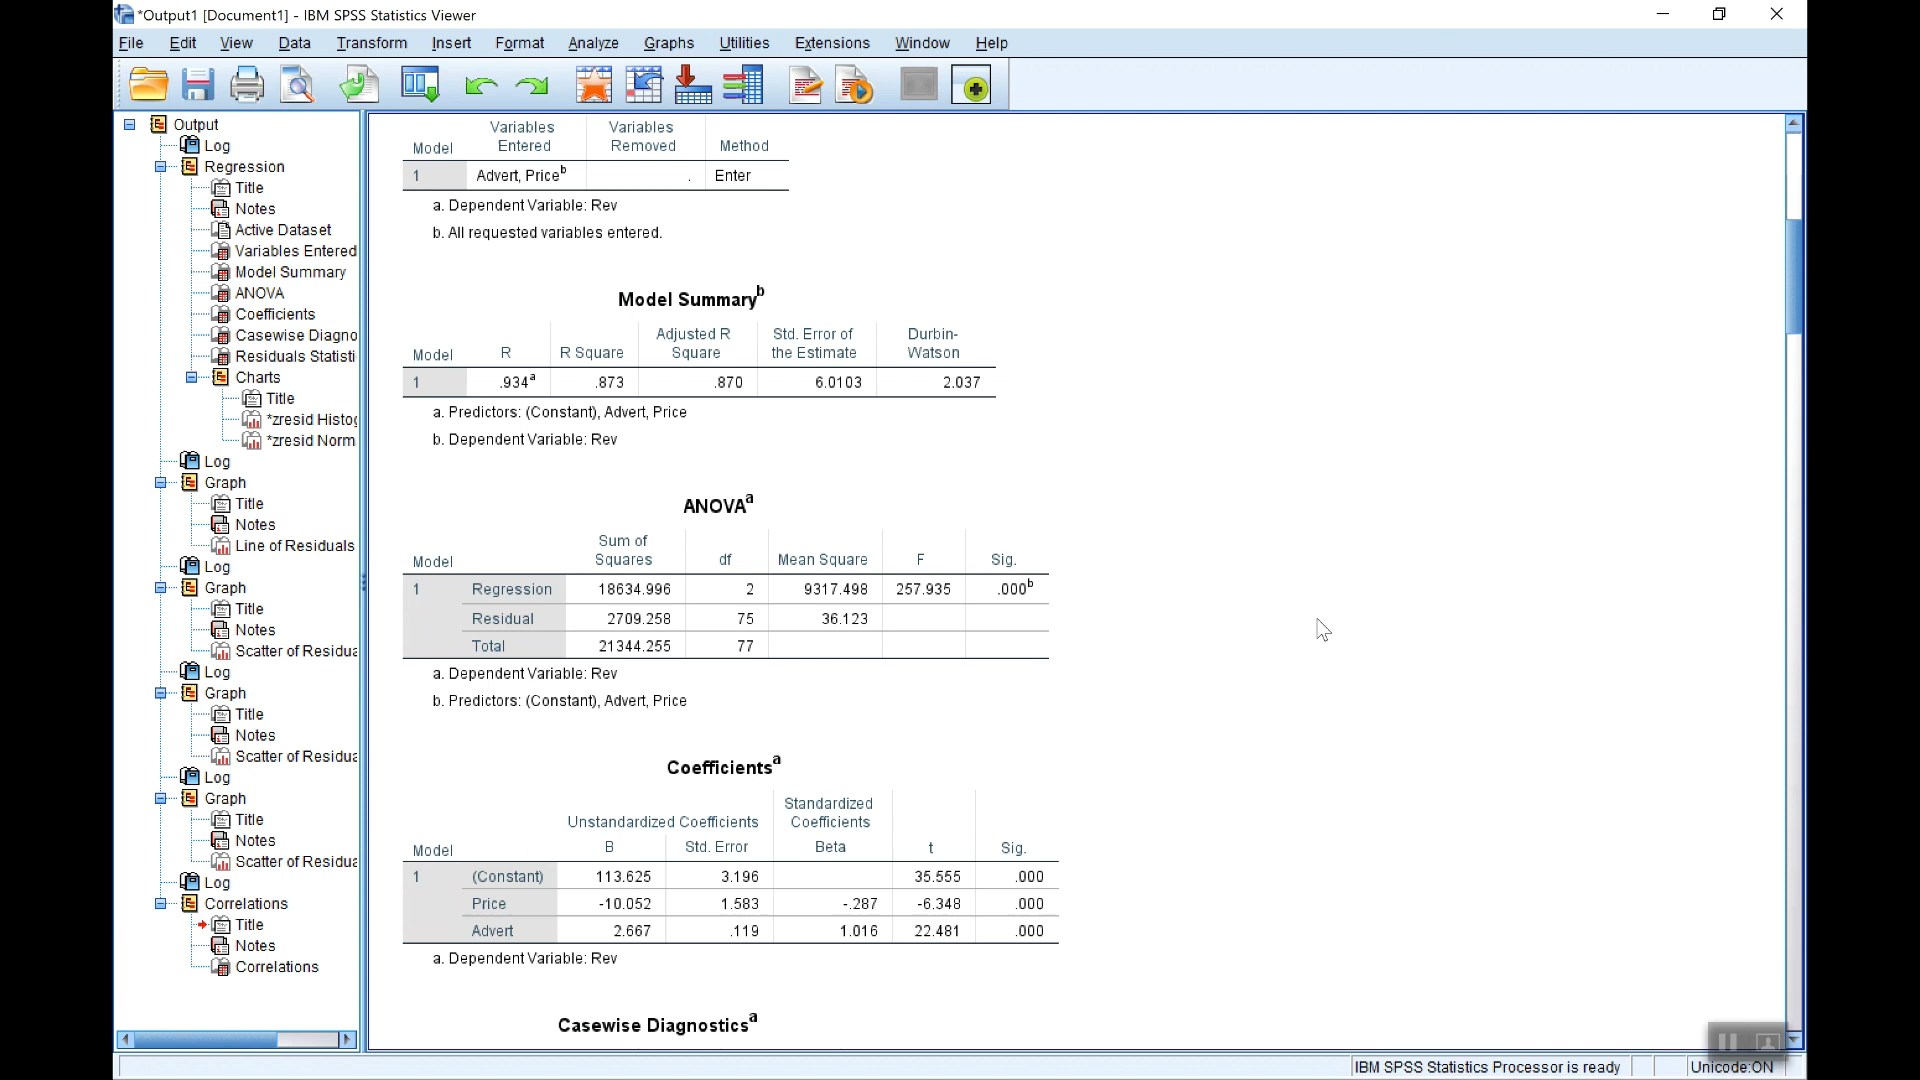 *Output1 [Document1] - IBM SPSS Statistics Viewer
File Edit View Data Transform Insert Format Analyze Graphs Utilities Extensions Window Help
Output
Log
Regression
Title
Notes
Active Dataset
Variables Entered
Model Summary
ANOVA
Coefficients
Casewise Diagno
Residuals Statisti
Charts
Title
*zresid Histog
*zresid Norm
Log
Graph
Title
Notes
Line of Residuals
Log
Graph
Title
Notes
Scatter of Residua
Log
Graph
Title
Notes
Scatter of Residua
Log
Graph
Title
Notes
Scatter of Residua
Log
Correlations
Title
Notes
Correlations
Model Variables Entered Variables Removed Method
1 Advert, Price^b . Enter
a. Dependent Variable: Rev
b. All requested variables entered.
Model Summary^b
Model R R Square Adjusted R Square Std. Error of the Estimate Durbin-Watson
1 .934^a .873 .870 6.0103 2.037
a. Predictors: (Constant), Advert, Price
b. Dependent Variable: Rev
ANOVA^a
Model Sum of Squares df Mean Square F Sig.
1 Regression 18634.996 2 9317.498 257.935 .000^b
Residual 2709.258 75 36.123
Total 21344.255 77
a. Dependent Variable: Rev
b. Predictors: (Constant), Advert, Price
Coefficients^a
Unstandardized Coefficients Standardized Coefficients
Model B Std. Error Beta t Sig.
1 (Constant) 113.625 3.196 35.555 .000
Price -10.052 1.583 -.287 -6.348 .000
Advert 2.667 .119 1.016 22.481 .000
a. Dependent Variable: Rev
Casewise Diagnostics^a
IBM SPSS Statistics Processor is ready Unicode:ON